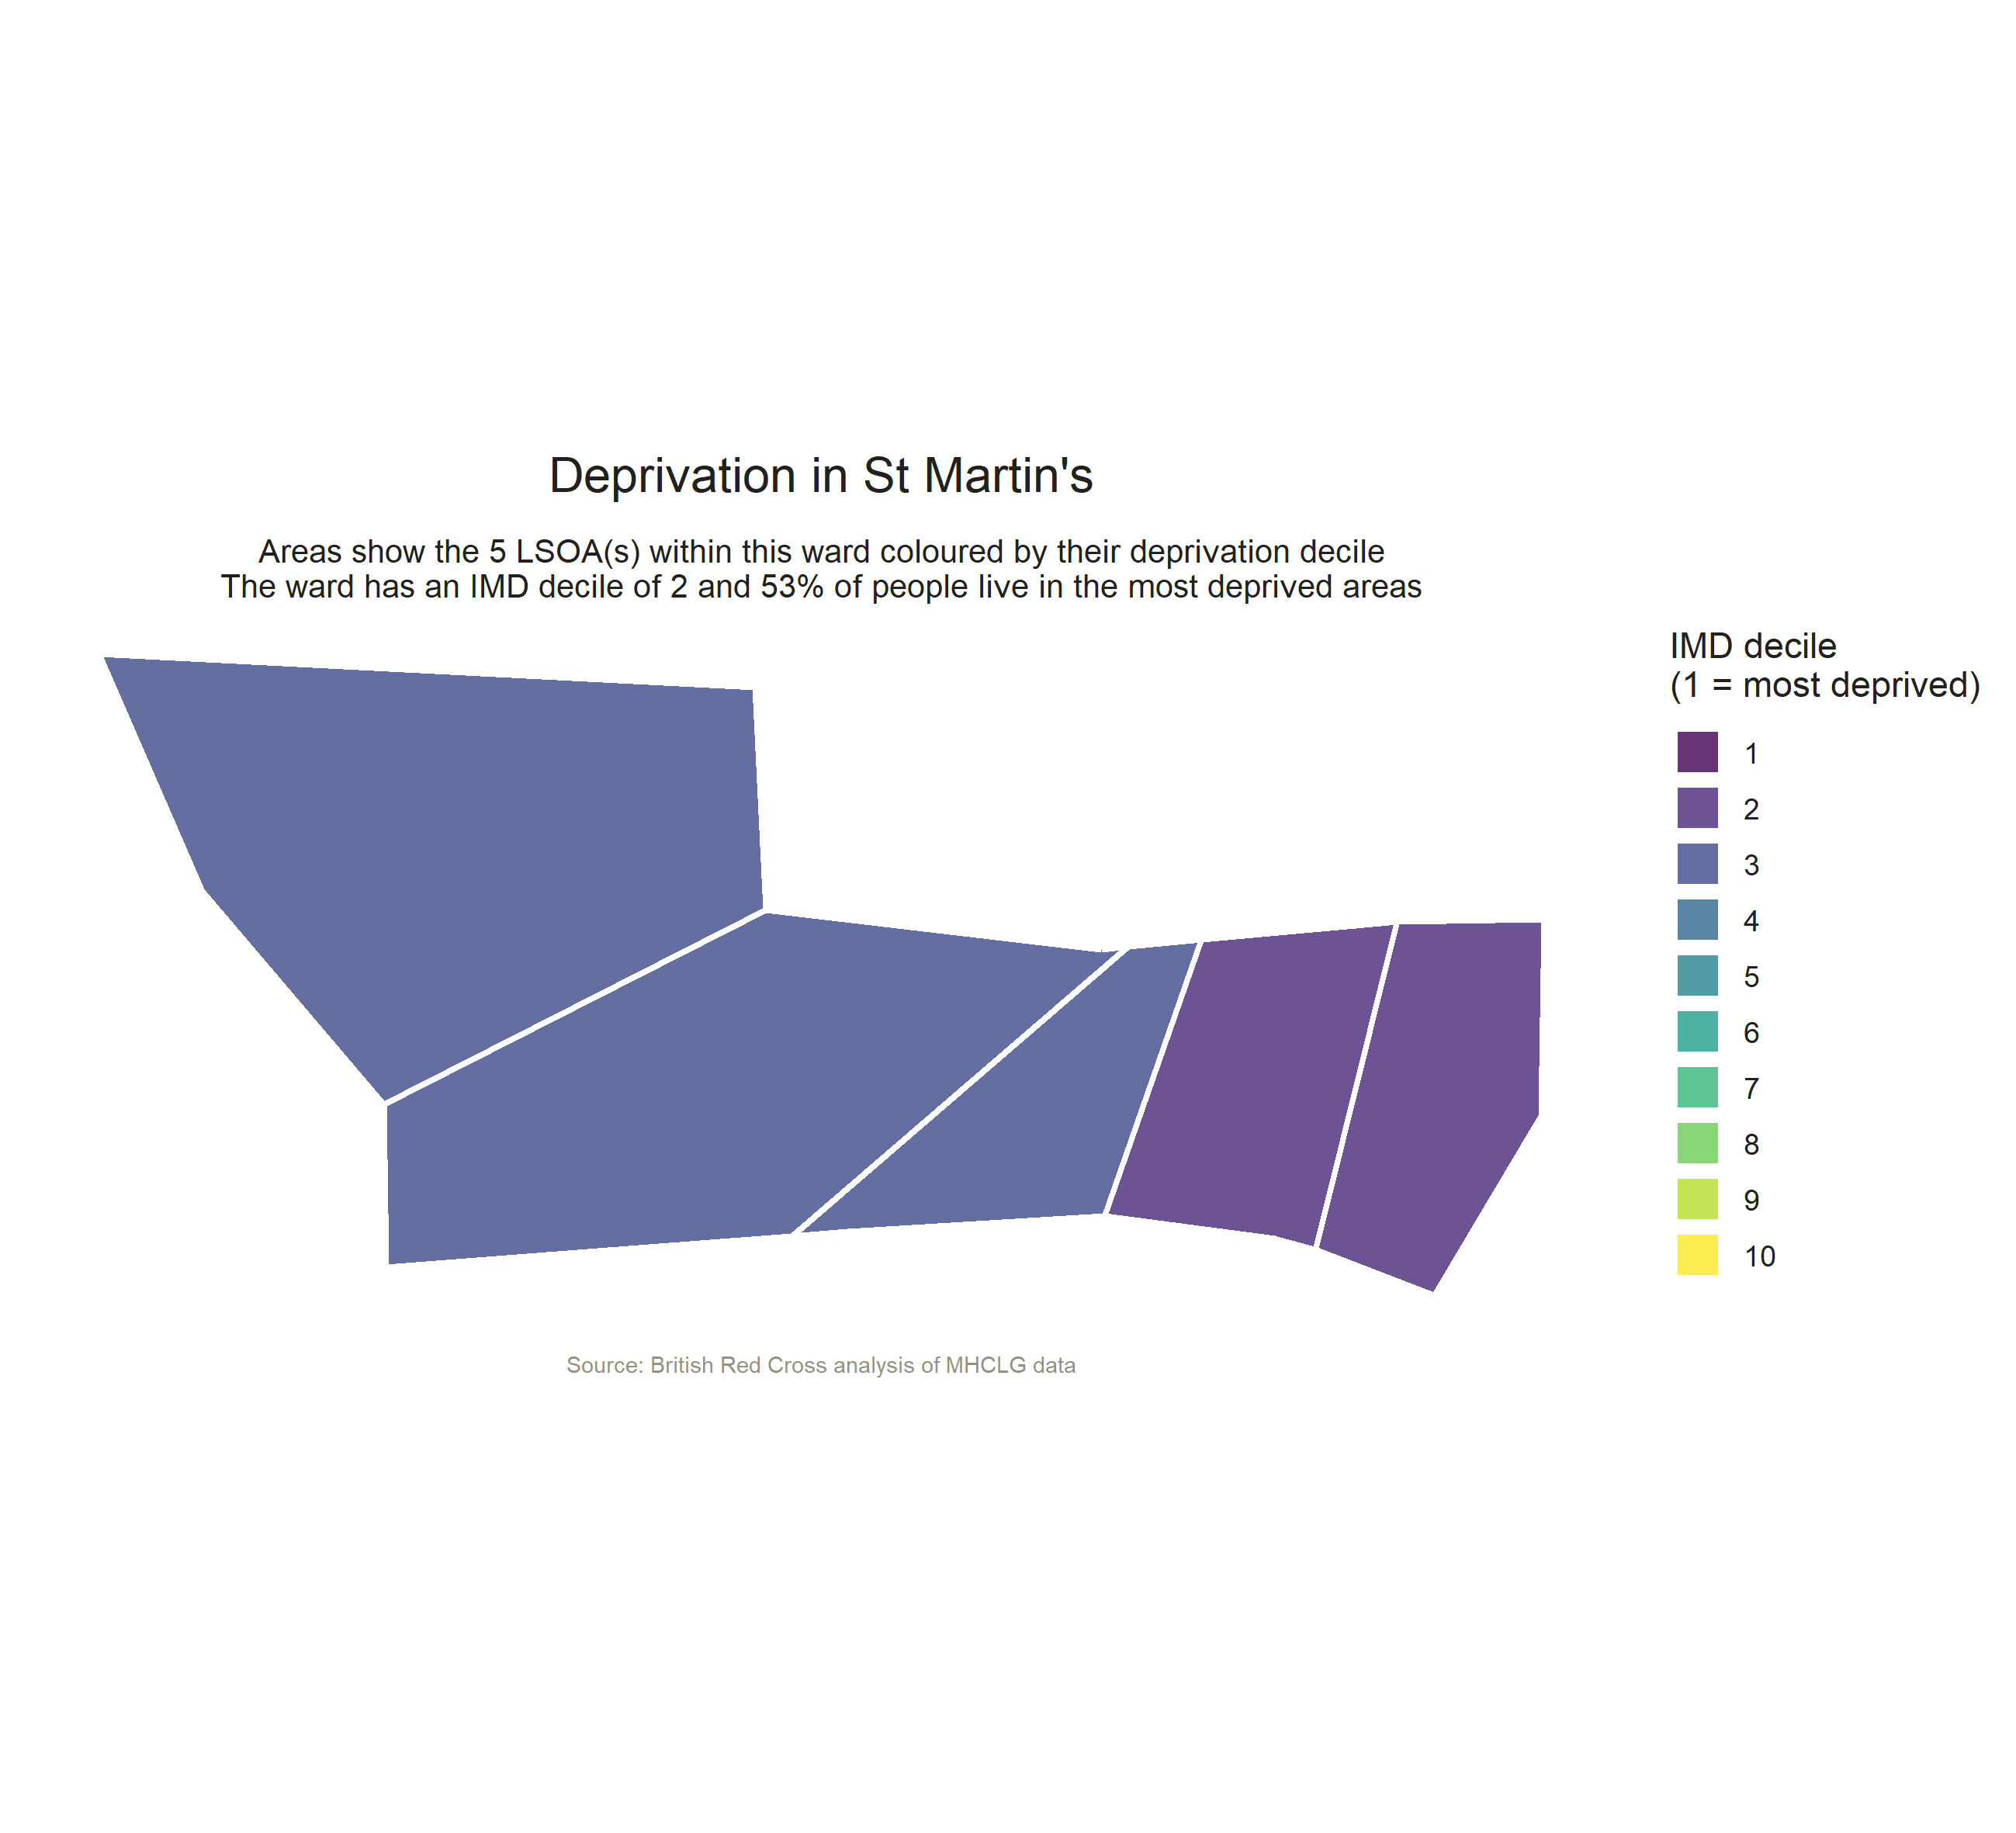 Deprivation in St Martin's
Areas show the 5 LSOA(s) within this ward coloured by their deprivation decile
The ward has an IMD decile of 2 and 53% of people live in the most deprived areas
IMD decile
(1 = most deprived)
1
2
3
4
5
6
7
8
9
10
Source: British Red Cross analysis of MHCLG data